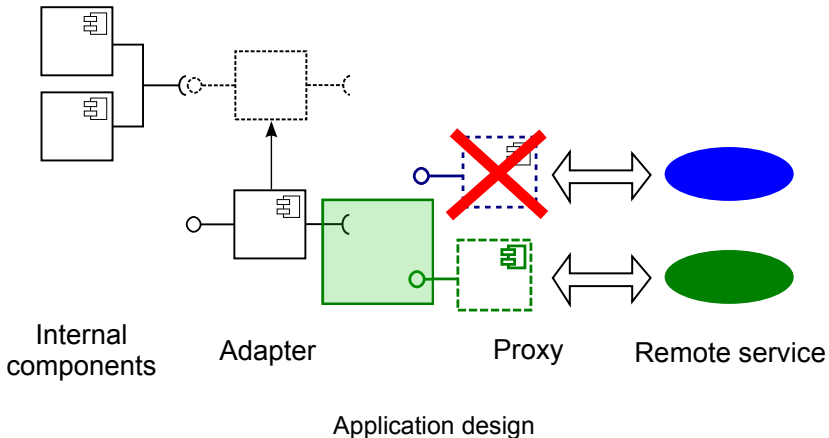 Internal
components
Adapter
Proxy
Remote service
Application design